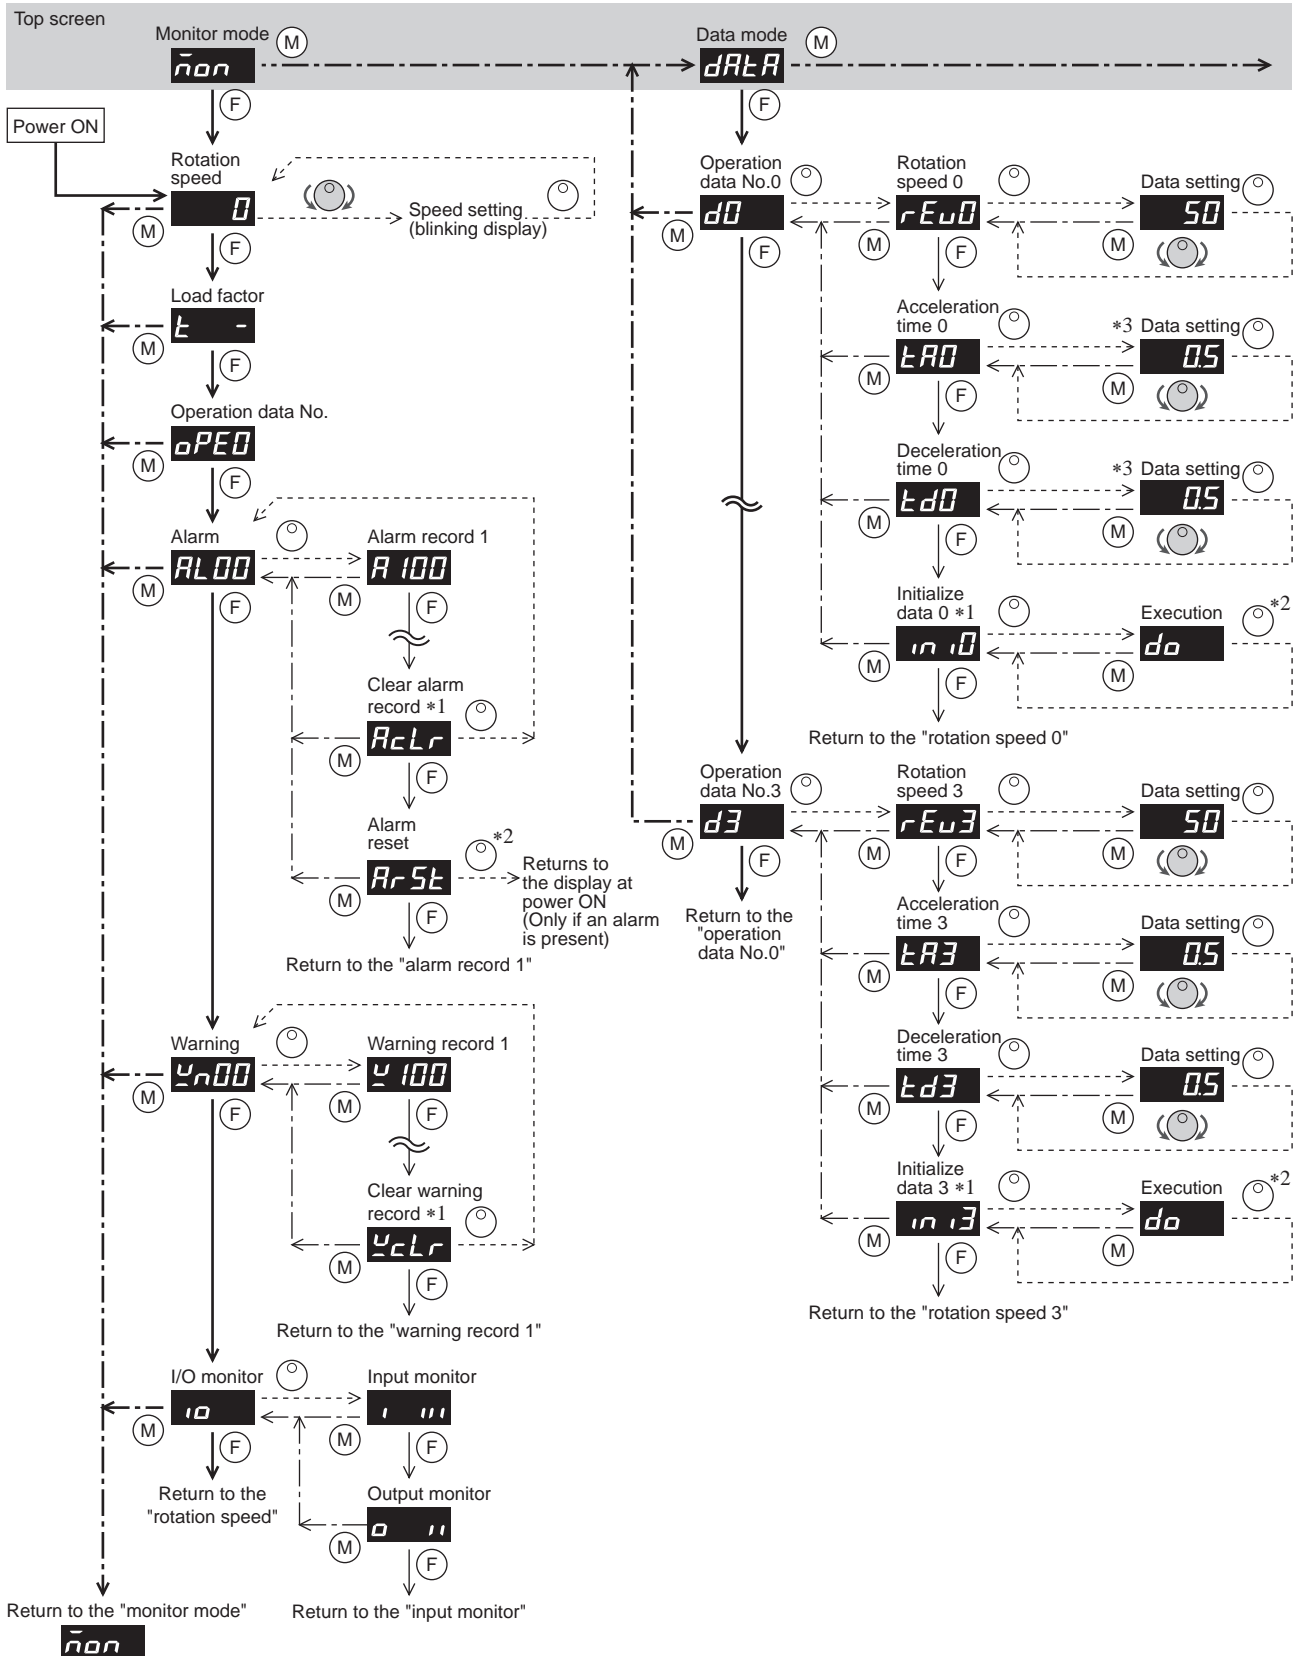 Top screen
Monitor mode
M
Data mode
M
non
dAtA
F
F
Power ON
Rotation
speed
0
M
F
Speed setting
(blinking display)
Load factor
t -
M
F
Operation data No.
oPE0
M
F
Alarm
AL00
M
F
Alarm record 1
A100
M
F
Clear alarm
record *1
AcLr
M
F
Alarm
reset
*2
ArSt
M
F
Returns to
the display at
power ON
(Only if an alarm
is present)
Return to the "alarm record 1"
Warning
Wn00
M
F
Warning record 1
W100
M
F
Clear warning
record *1
WcLr
M
F
Return to the "warning record 1"
I/O monitor
io
M
F
Input monitor
i
M
F
Return to the
"rotation speed"
Output monitor
o
M
F
Return to the "monitor mode"
non
Return to the "input monitor"
Operation
data No.0
d0
M
F
Rotation
speed 0
rEv0
M
F
Data setting
50
M
Acceleration
time 0
tA0
M
F
*3 Data setting
0.5
M
Deceleration
time 0
td0
M
F
*3 Data setting
0.5
M
Initialize
data 0 *1
ini0
M
F
Execution
*2
do
M
Return to the "rotation speed 0"
Operation
data No.3
d3
M
F
Return to the
"operation
data No.0"
Rotation
speed 3
rEv3
M
F
Data setting
50
M
Acceleration
time 3
tA3
M
F
Data setting
0.5
M
Deceleration
time 3
td3
M
F
Data setting
0.5
M
Initialize
data 3 *1
ini3
M
F
Execution
*2
do
M
Return to the "rotation speed 3"